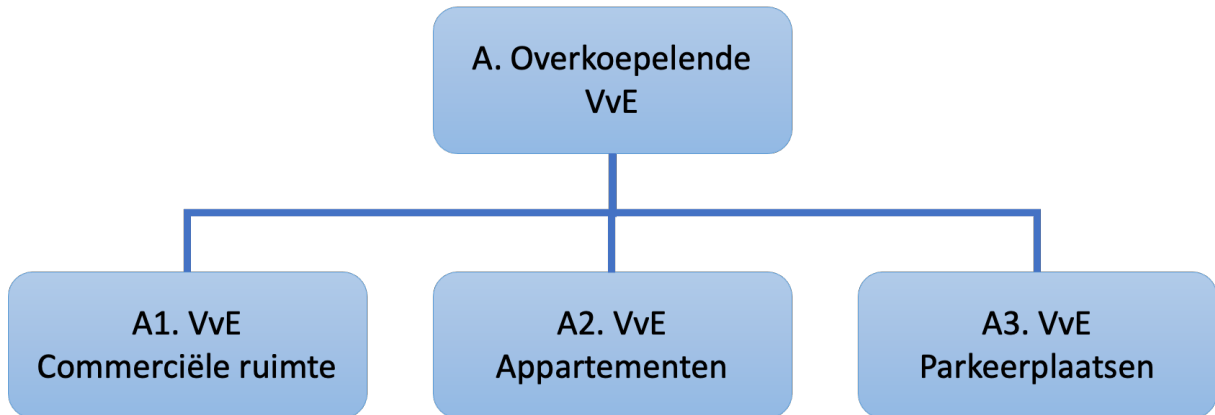 A. Overkoepelende
VvE
A1. VvE
Commerciële ruimte
A2. VvE
Appartementen
A3. VvE
Parkeerplaatsen